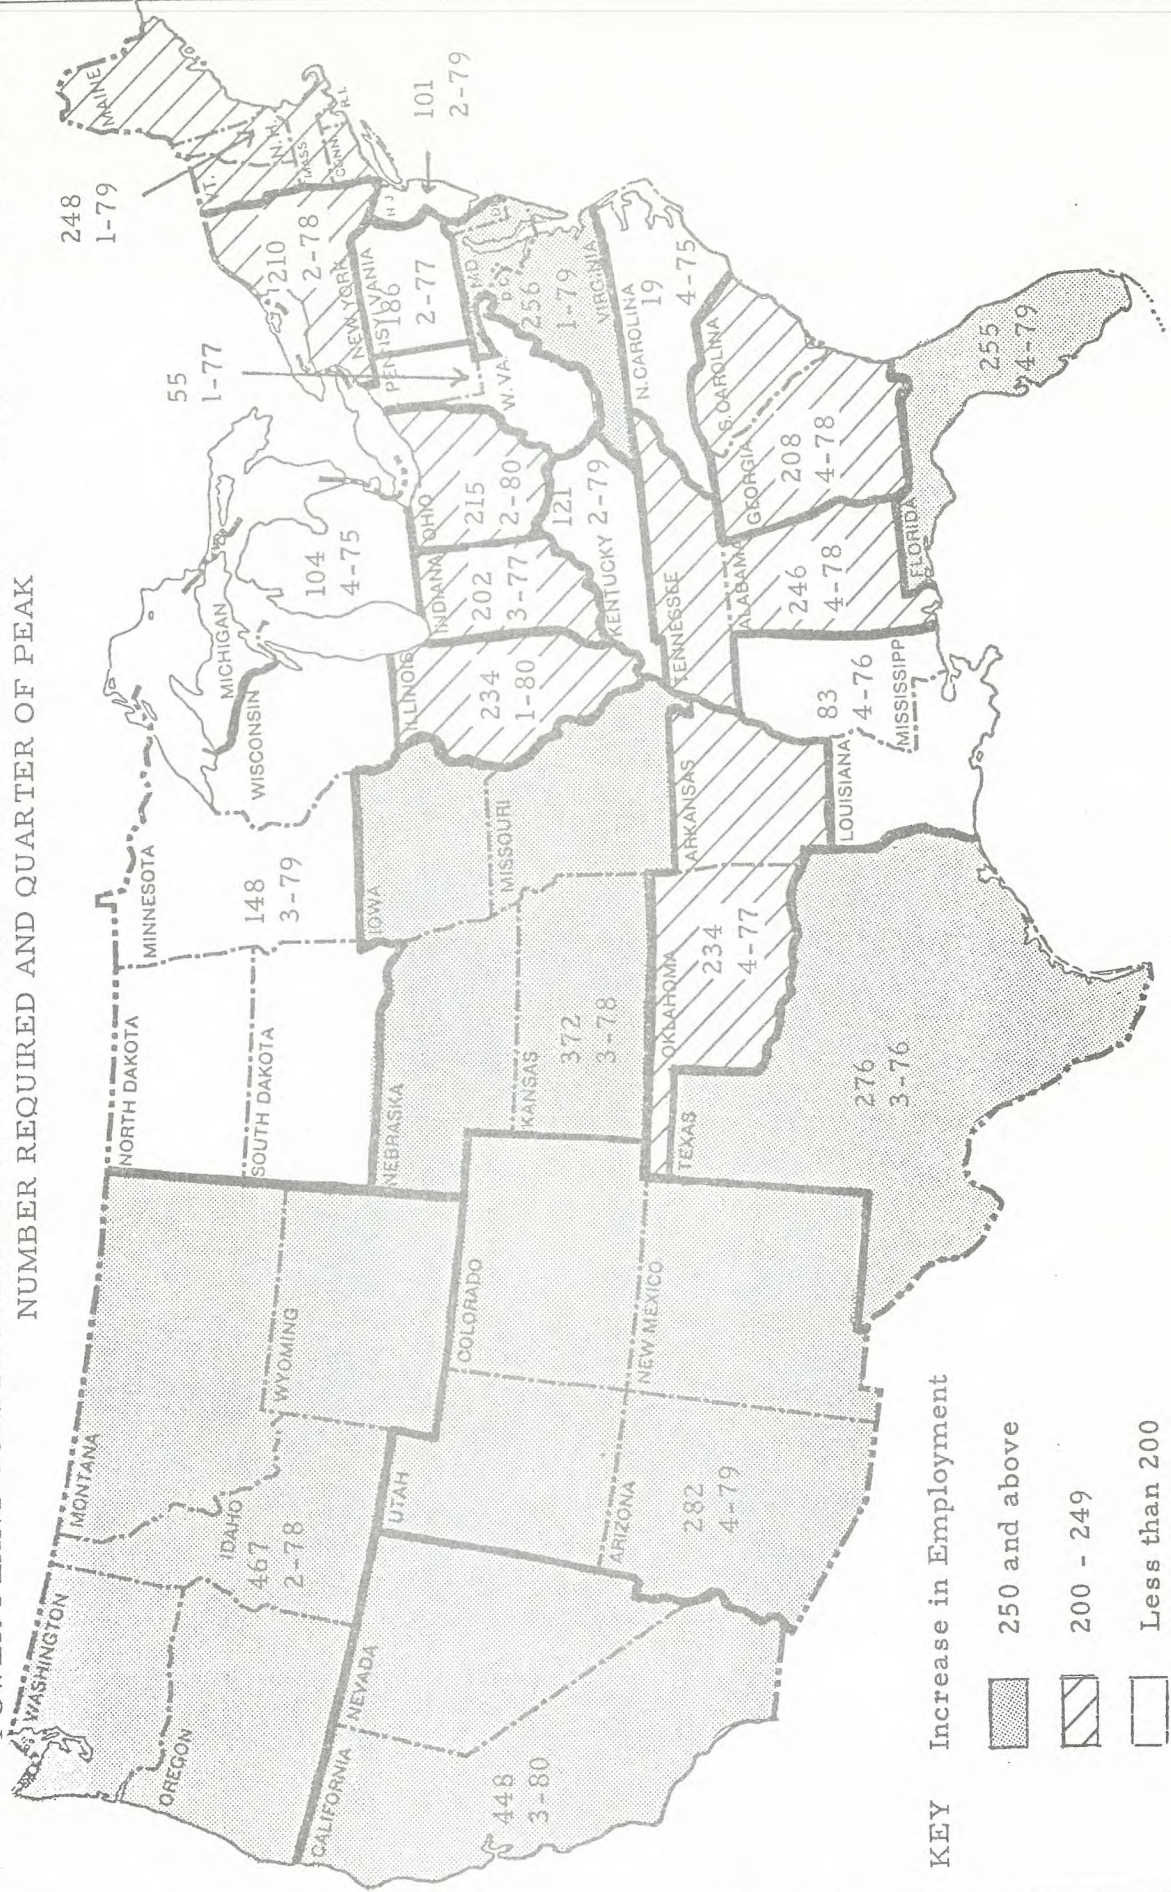 NUMBER REQUIRED AND QUARTER OF PEAK
WASHINGTON
OREGON
CALIFORNIA
NEVADA
448
3-80
MONTANA
IDAHO
467
2-78
WYOMING
UTAH
COLORADO
ARIZONA
282
4-79
NEW MEXICO
NORTH DAKOTA
SOUTH DAKOTA
MINNESOTA
148
3-79
NEBRASKA
IOWA
KANSAS
372
3-78
MISSOURI
OKLAHOMA
234
4-77
ARKANSAS
TEXAS
276
3-76
LOUISIANA
83
4-76
MISSISSIPP
WISCONSIN
MICHIGAN
104
4-75
ILLINOIS
234
1-80
INDIANA
202
3-77
OHIO
215
2-80
KENTUCKY
121
2-79
TENNESSEE
ALABAMA
246
4-78
GEORGIA
208
4-78
S. CAROLINA
FLORIDA
255
4-79
N. CAROLINA
19
4-75
VIRGINIA
256
1-79
MD.
D.C.
W. VA.
55
1-77
PENNSYLVANIA
186
2-77
NEW YORK
210
2-78
N J
101
2-79
MAINE
VT.
N. H.
MASS.
CONN.
R.I.
248
1-79
KEY Increase in Employment
250 and above
200 - 249
Less than 200